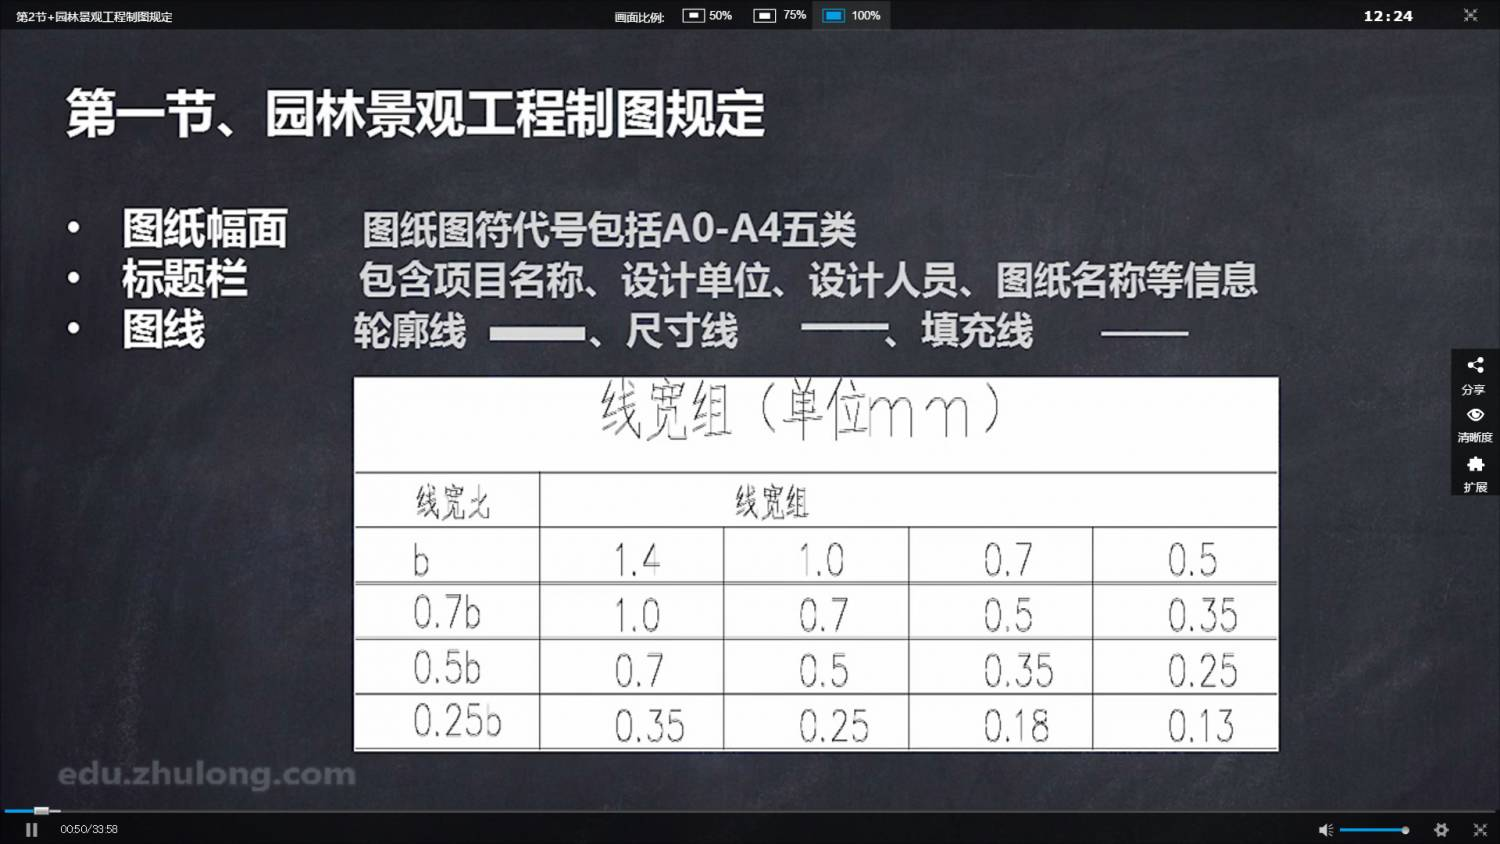 第2节+园林景观工程制图规定
画面比例: 50% 75% 100%
12:24
第一节、园林景观工程制图规定
• 图纸幅面 图纸图符代号包括A0-A4五类
• 标题栏 包含项目名称、设计单位、设计人员、图纸名称等信息
• 图线 轮廓线 、尺寸线 、填充线
线宽组（单位mm）
线宽比 线宽组
b 1.4 1.0 0.7 0.5
0.7b 1.0 0.7 0.5 0.35
0.5b 0.7 0.5 0.35 0.25
0.25b 0.35 0.25 0.18 0.13
分享
清晰度
扩展
edu.zhulong.com
00:50/33:58